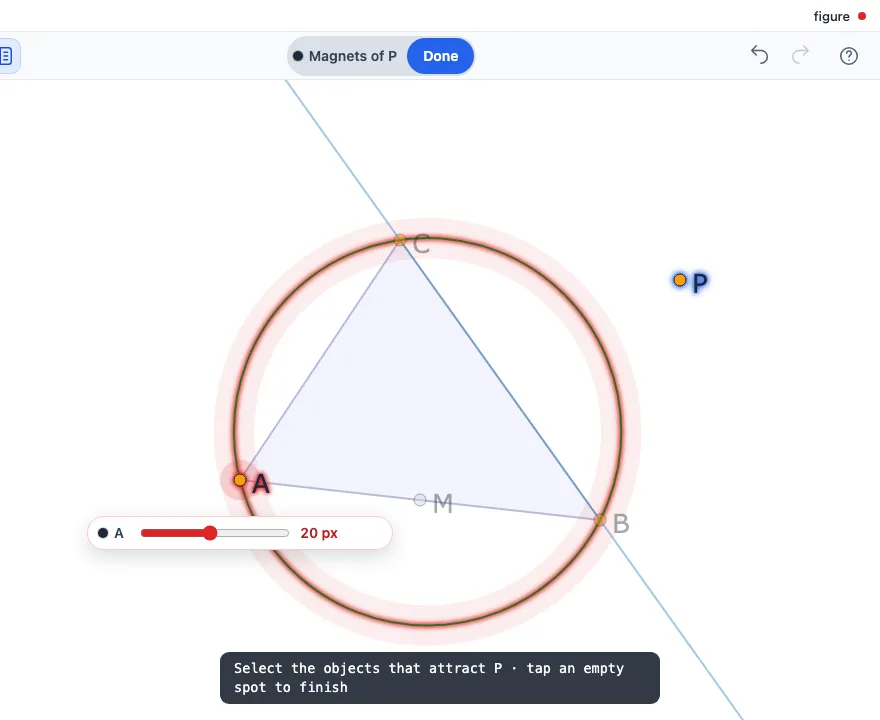 figure
Magnets of P
Done
C
P
A
M
B
A
20 px
Select the objects that attract P · tap an empty
spot to finish